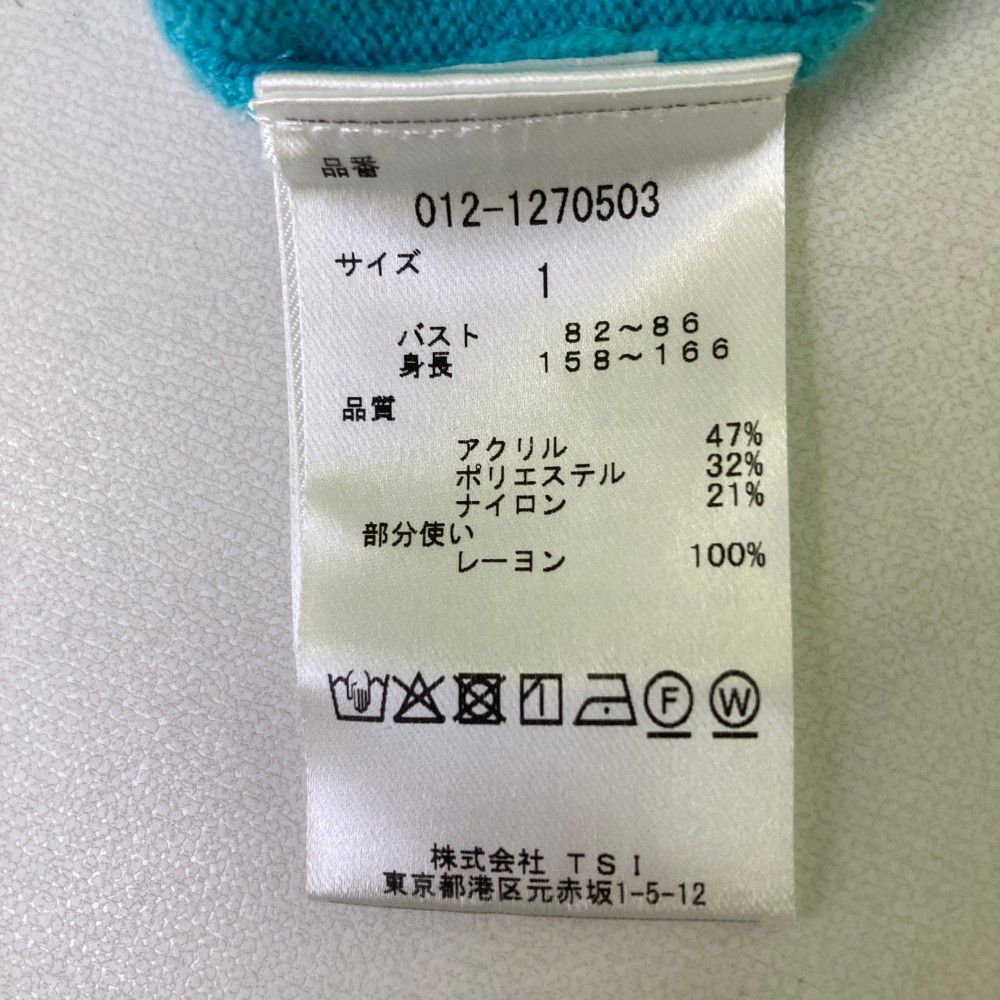 品番
012-1270503
サイズ 1
バスト 82〜86
身長 158〜166
品質
アクリル 47%
ポリエステル 32%
ナイロン 21%
部分使い
レーヨン 100%
F W
株式会社 TSI
東京都港区元赤坂1-5-12